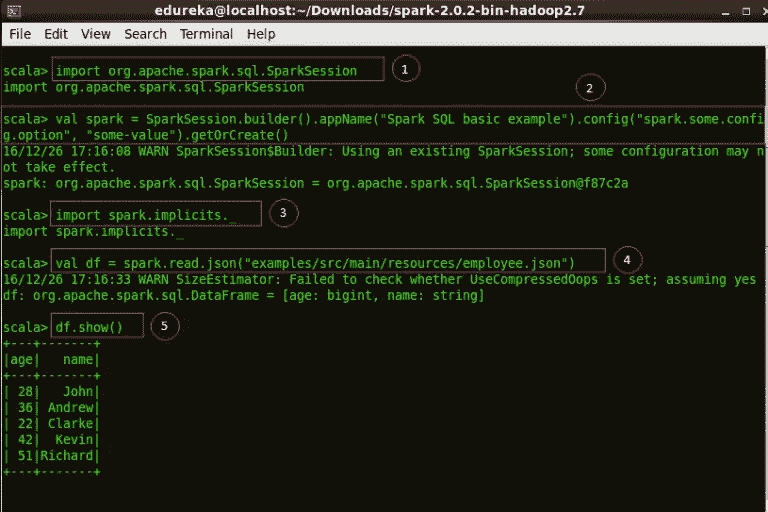 edureka@localhost:~/Downloads/spark-2.0.2-bin-hadoop2.7
File Edit View Search Terminal Help
scala> import org.apache.spark.sql.SparkSession 1
import org.apache.spark.sql.SparkSession
2
scala> val spark = SparkSession.builder().appName("Spark SQL basic example").config("spark.some.confi
g.option", "some-value").getOrCreate()
16/12/26 17:16:08 WARN SparkSession$Builder: Using an existing SparkSession; some configuration may n
ot take effect.
spark: org.apache.spark.sql.SparkSession = org.apache.spark.sql.SparkSession@f87c2a
scala> import spark.implicits._ 3
import spark.implicits._
scala> val df = spark.read.json("examples/src/main/resources/employee.json") 4
16/12/26 17:16:33 WARN SizeEstimator: Failed to check whether UseCompressedOops is set; assuming yes
df: org.apache.spark.sql.DataFrame = [age: bigint, name: string]
scala> df.show() 5
+---+-------+
|age|   name|
+---+-------+
| 28|   John|
| 36| Andrew|
| 22| Clarke|
| 42|  Kevin|
| 51|Richard|
+---+-------+